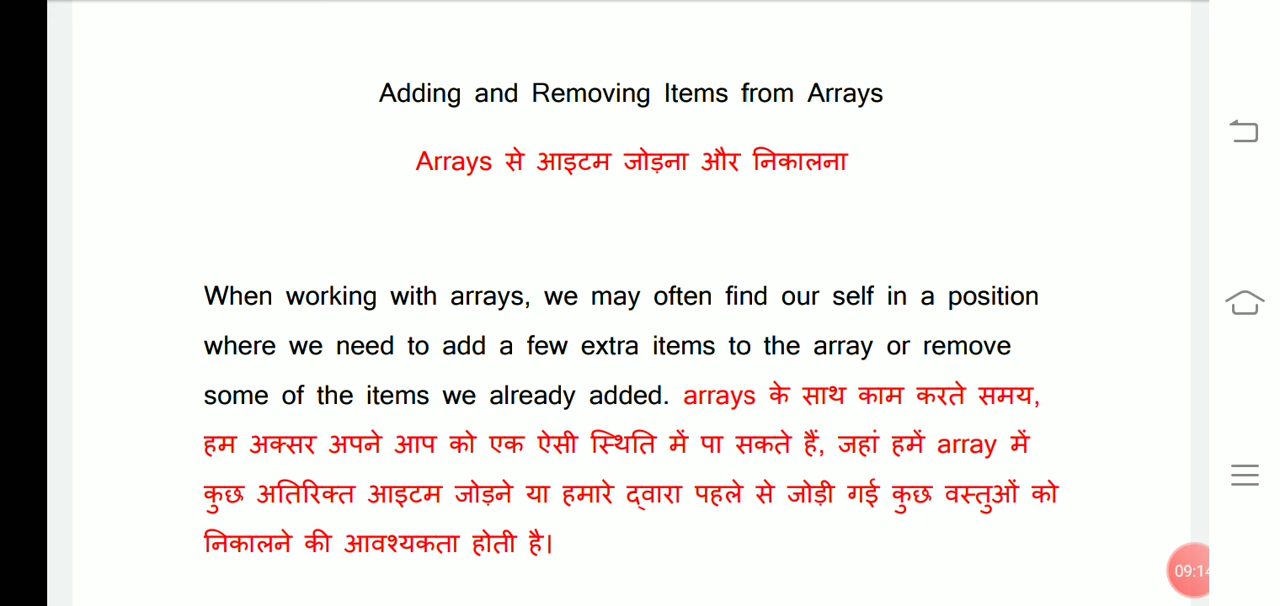 Adding and Removing Items from Arrays
Arrays से आइटम जोड़ना और निकालना
When working with arrays, we may often find our self in a position
where we need to add a few extra items to the array or remove
some of the items we already added. arrays के साथ काम करते समय,
हम अक्सर अपने आप को एक ऐसी स्थिति में पा सकते हैं, जहां हमें array में
कुछ अतिरिक्त आइटम जोड़ने या हमारे द्वारा पहले से जोड़ी गई कुछ वस्तुओं को
निकालने की आवश्यकता होती है।